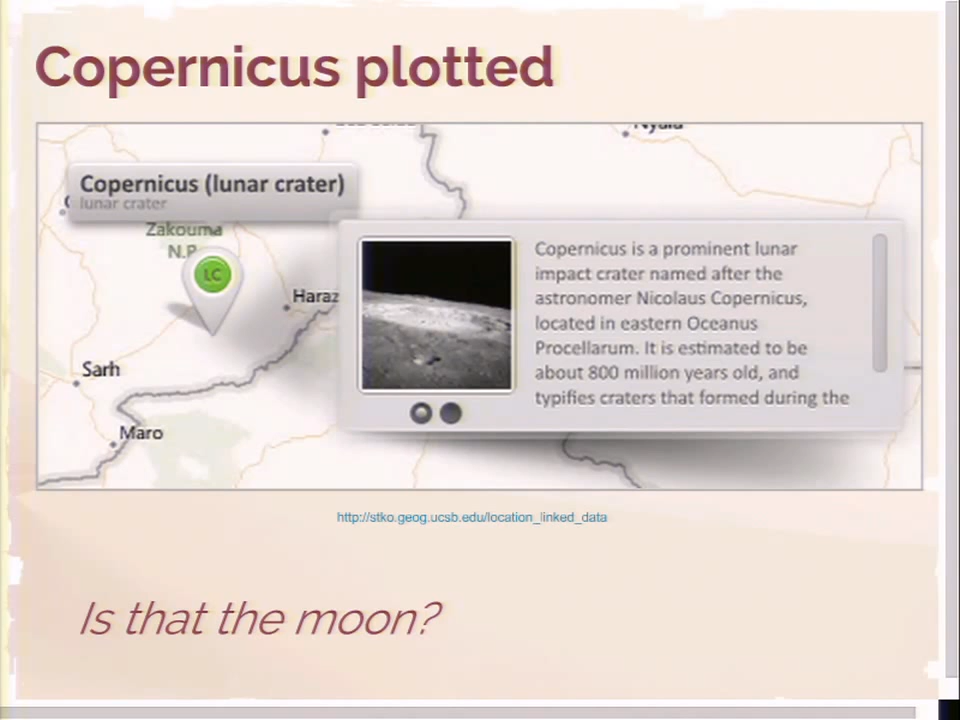 Copernicus plotted
Nyala
Copernicus (lunar crater)
lunar crater
Zakouma
N.P.
LC
Haraz
Sarh
Maro
Copernicus is a prominent lunar
impact crater named after the
astronomer Nicolaus Copernicus,
located in eastern Oceanus
Procellarum. It is estimated to be
about 800 million years old, and
typifies craters that formed during the
http://stko.geog.ucsb.edu/location_linked_data
Is that the moon?